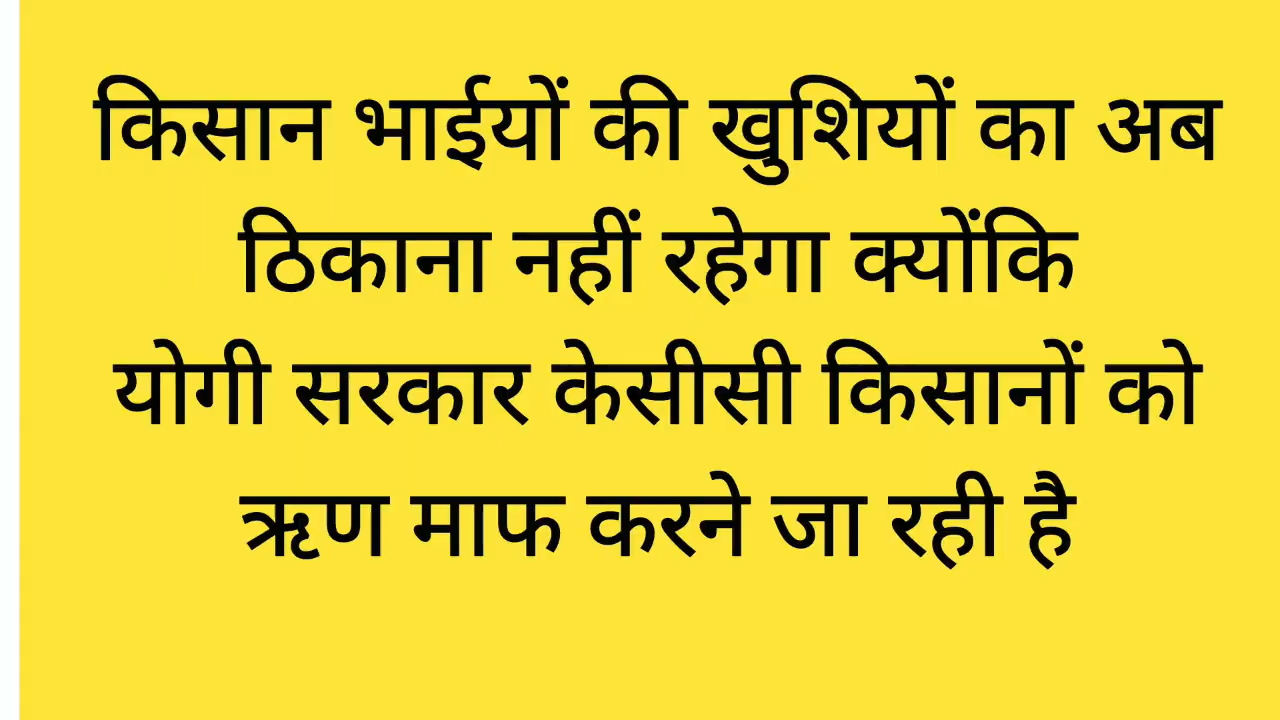 किसान भाईयों की खुशियों का अब
ठिकाना नहीं रहेगा क्योंकि
योगी सरकार केसीसी किसानों को
ऋण माफ करने जा रही है